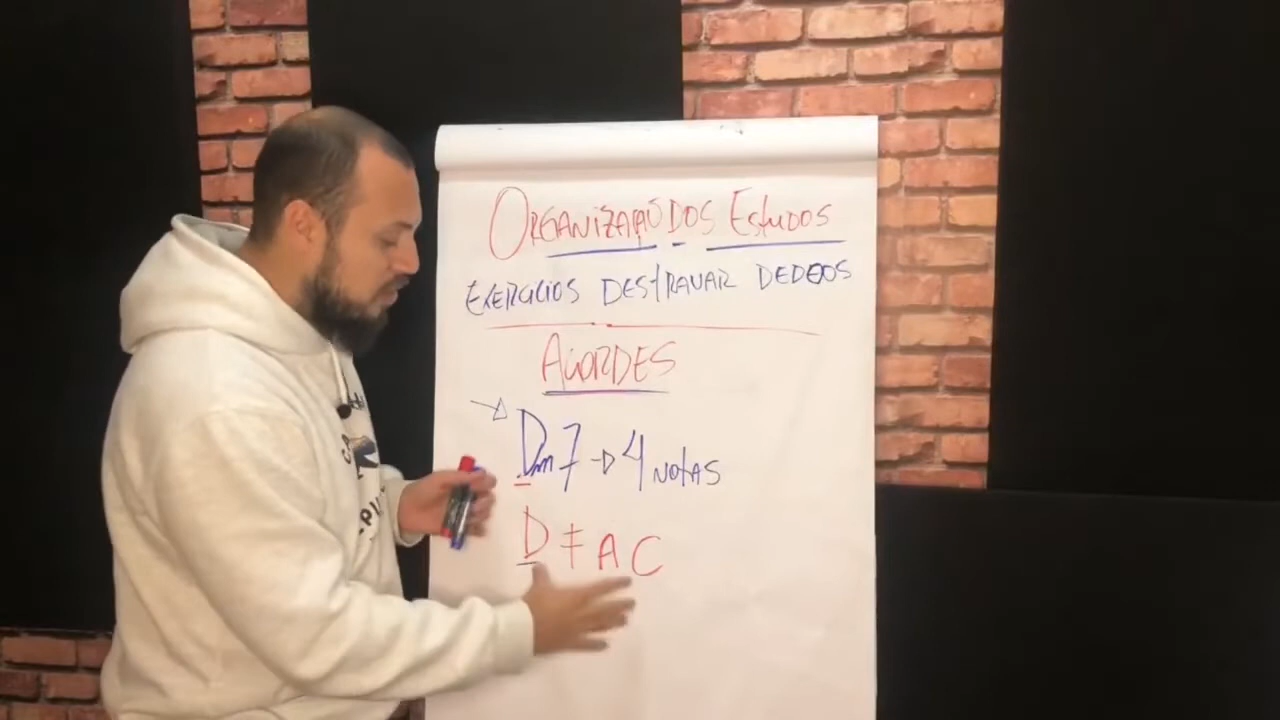 ORGANIZAÇÃO DOS ESTUDOS
EXERCICIOS DESTRAVAR DEDEOS
ACORDES
Dm7 → 4 NOTAS
D F A C